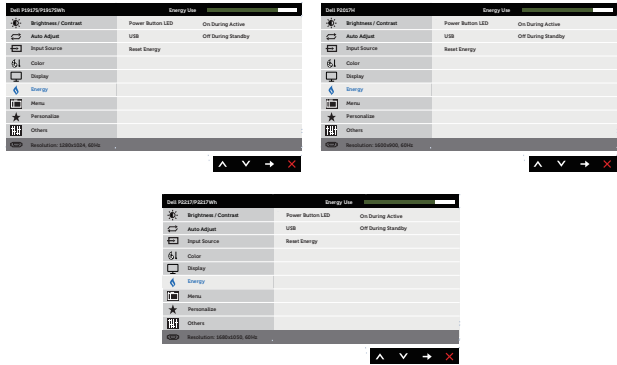 Dell P1917S/P1917SWh Energy Use
Brightness / Contrast Power Button LED On During Active
Auto Adjust USB Off During Standby
Input Source Reset Energy
Color
Display
Energy
Menu
Personalize
Others
Resolution: 1280x1024, 60Hz
Dell P2017H Energy Use
Brightness / Contrast Power Button LED On During Active
Auto Adjust USB Off During Standby
Input Source Reset Energy
Color
Display
Energy
Menu
Personalize
Others
Resolution: 1600x900, 60Hz
Dell P2217/P2217Wh Energy Use
Brightness / Contrast Power Button LED On During Active
Auto Adjust USB Off During Standby
Input Source Reset Energy
Color
Display
Energy
Menu
Personalize
Others
Resolution: 1680x1050, 60Hz